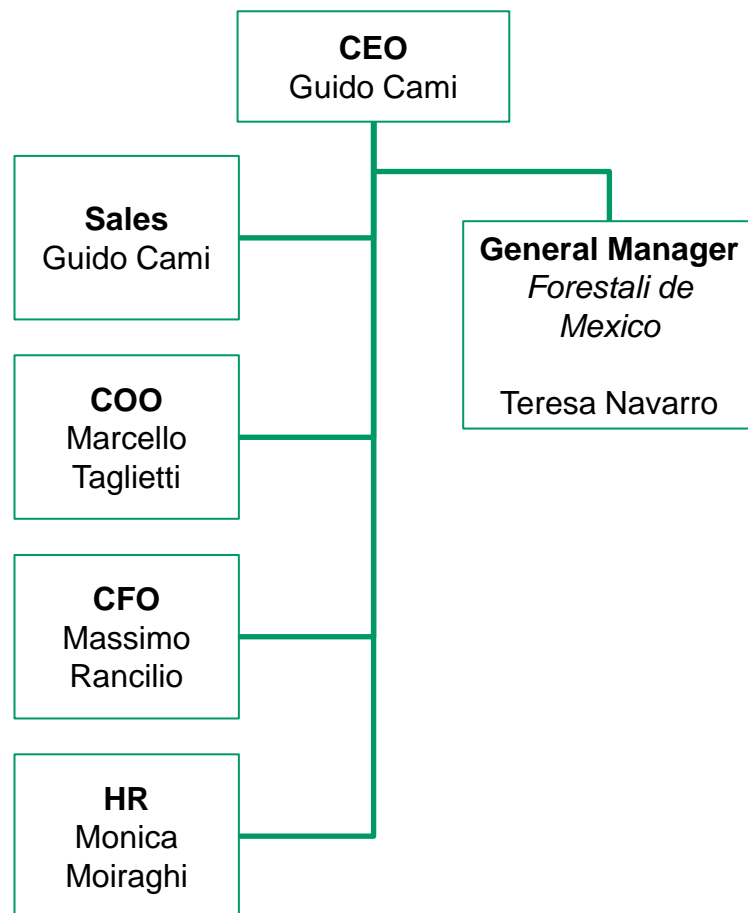 CEO
Guido Cami
Sales
Guido Cami
General Manager
Forestali de
Mexico
Teresa Navarro
COO
Marcello
Taglietti
CFO
Massimo
Rancilio
HR
Monica
Moiraghi